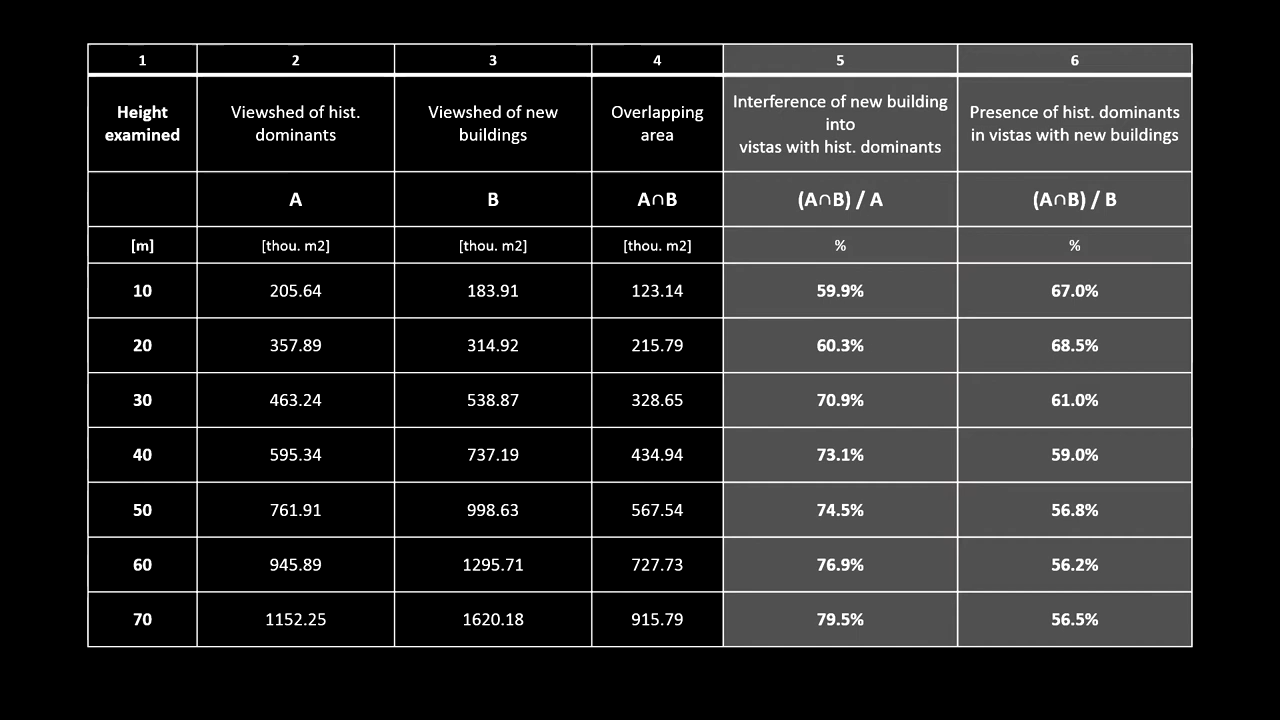 1 2 3 4 5 6
Height examined Viewshed of hist. dominants Viewshed of new buildings Overlapping area Interference of new building into vistas with hist. dominants Presence of hist. dominants in vistas with new buildings
A B A∩B (A∩B) / A (A∩B) / B
[m] [thou. m2] [thou. m2] [thou. m2] % %
10 205.64 183.91 123.14 59.9% 67.0%
20 357.89 314.92 215.79 60.3% 68.5%
30 463.24 538.87 328.65 70.9% 61.0%
40 595.34 737.19 434.94 73.1% 59.0%
50 761.91 998.63 567.54 74.5% 56.8%
60 945.89 1295.71 727.73 76.9% 56.2%
70 1152.25 1620.18 915.79 79.5% 56.5%